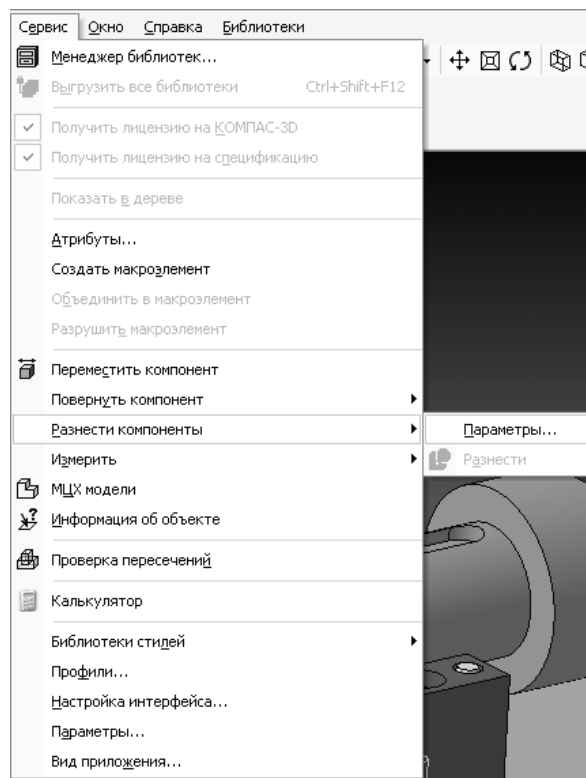 Сервис Окно Справка Библиотеки
Менеджер библиотек...
Выгрузить все библиотеки Ctrl+Shift+F12
Получить лицензию на КОМПАС-3D
Получить лицензию на спецификацию
Показать в дереве
Атрибуты...
Создать макроэлемент
Объединить в макроэлемент
Разрушить макроэлемент
Переместить компонент
Повернуть компонент
Разнести компоненты
Параметры...
Измерить
Разнести
МЦХ модели
Информация об объекте
Проверка пересечений
Калькулятор
Библиотеки стилей
Профили...
Настройка интерфейса...
Параметры...
Вид приложения...